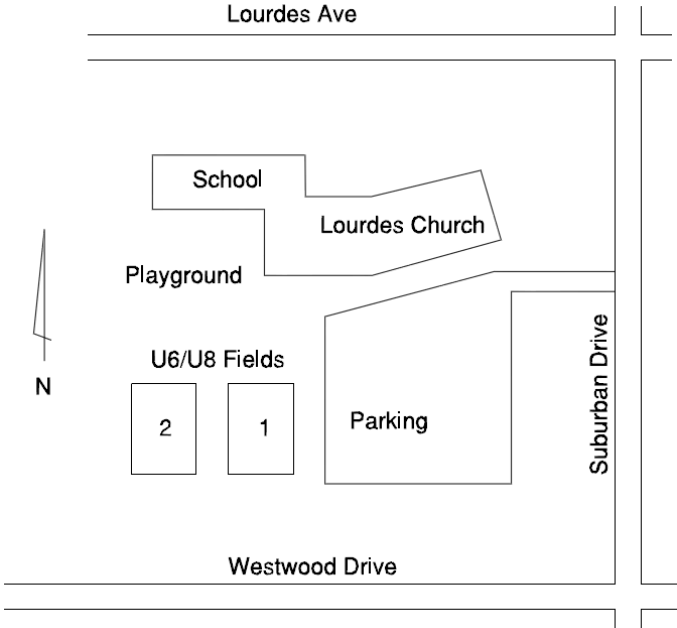 Lourdes Ave
School
Lourdes Church
Playground
U6/U8 Fields
N
2
1
Parking
Suburban Drive
Westwood Drive